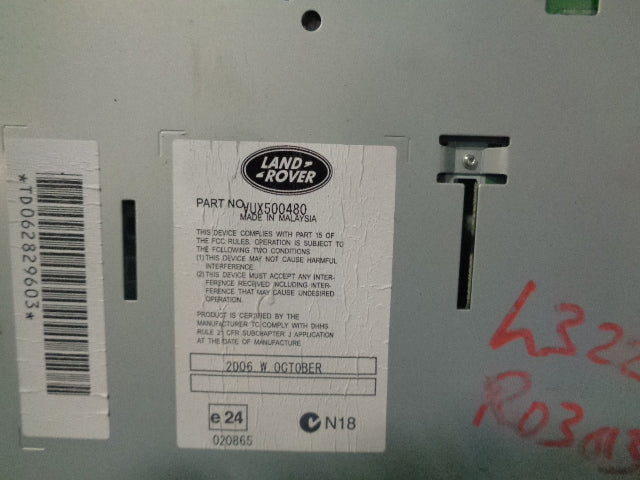 *TD062829603*
LAND ROVER
PART NO. VUX500480
MADE IN MALAYSIA
THIS DEVICE COMPLIES WITH PART 15 OF
THE FCC RULES. OPERATION IS SUBJECT TO
THE FOLLOWING TWO CONDITIONS
(1) THIS DEVICE MAY NOT CAUSE HARMFUL
INTERFERENCE.
(2) THIS DEVICE MUST ACCEPT ANY INTER-
FERENCE RECEIVED INCLUDING INTER-
FERENCE THAT MAY CAUSE UNDESIRED
OPERATION.
PRODUCT IS CERTIFIED BY THE
MANUFACTURER TO COMPLY WITH DHHS
RULE 21 CFR SUBCHAPTER J APPLICATION
AT THE DATE OF MANUFACTURE
2006 W OCTOBER
e 24
020865
N18
L322